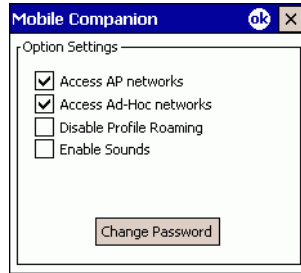 Mobile Companion ok
Option Settings
Access AP networks
Access Ad-Hoc networks
Disable Profile Roaming
Enable Sounds
Change Password